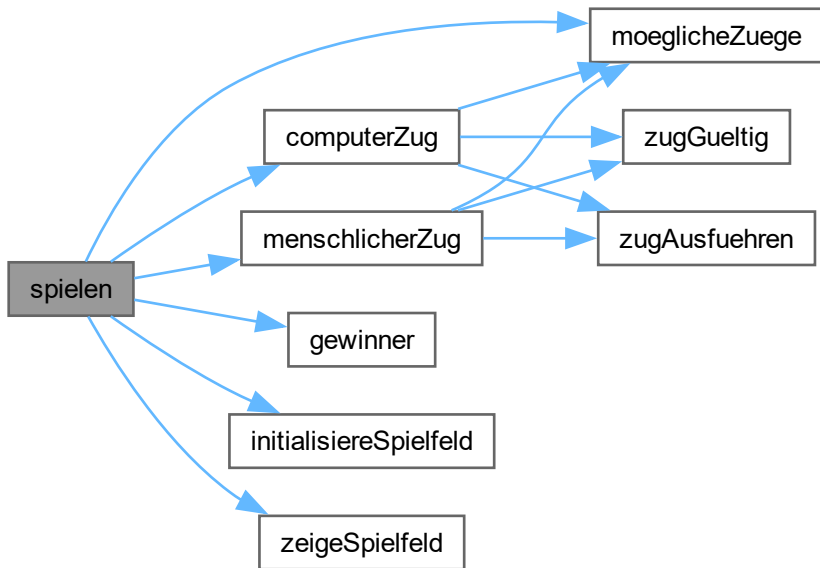 moeglicheZuege
computerZug
zugGueltig
menschlicherZug
zugAusfuehren
spielen
gewinner
initialisiereSpielfeld
zeigeSpielfeld